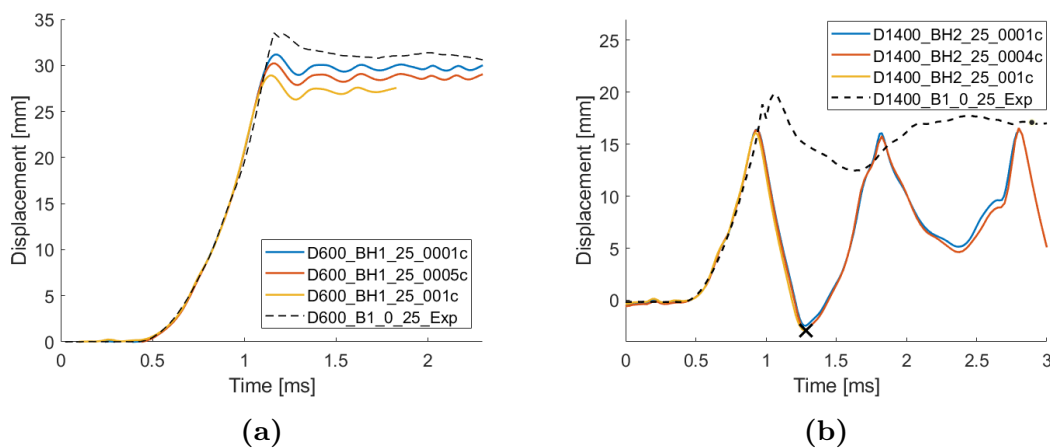 35
30
25
20
15
10
5
0
Displacement [mm]
0
0.5
1
1.5
2
Time [ms]
D600_BH1_25_0001c
D600_BH1_25_0005c
D600_BH1_25_001c
D600_B1_0_25_Exp
(a)
25
20
15
10
5
0
Displacement [mm]
0
0.5
1
1.5
2
2.5
3
Time [ms]
D1400_BH2_25_0001c
D1400_BH2_25_0004c
D1400_BH2_25_001c
D1400_B1_0_25_Exp
(b)